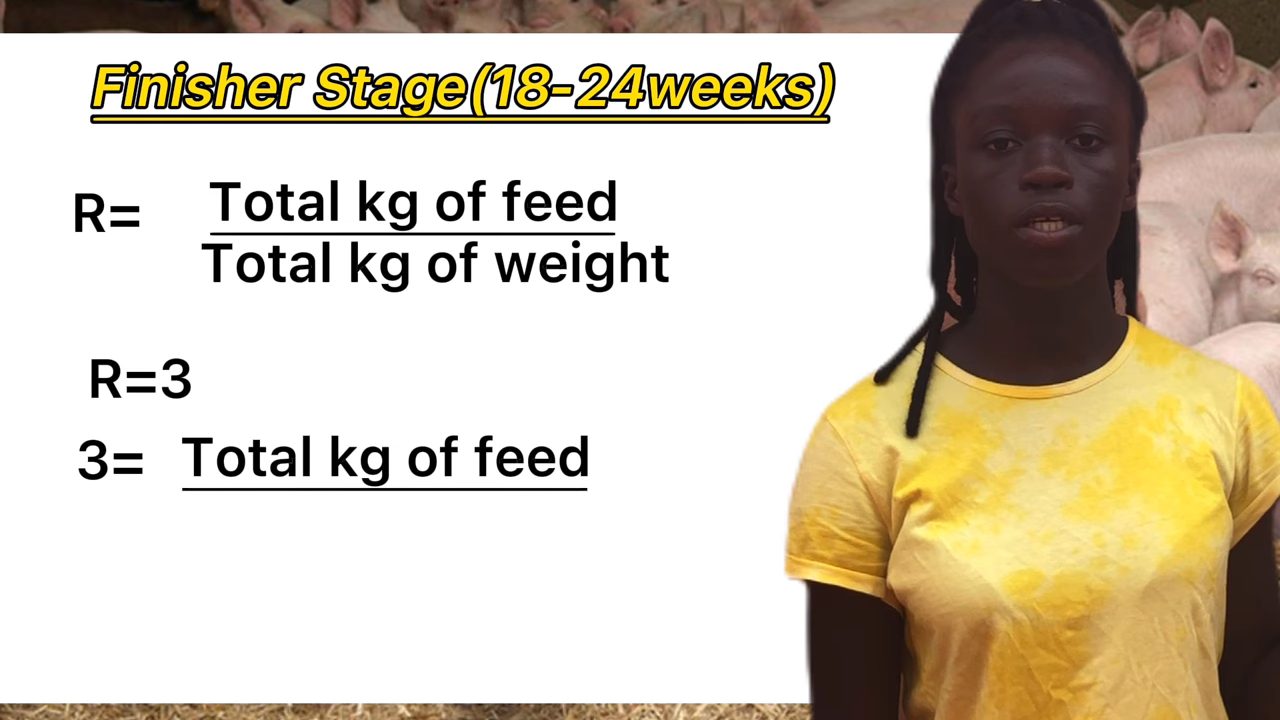 Finisher Stage(18-24weeks)
R= Total kg of feed
Total kg of weight
R=3
3= Total kg of feed